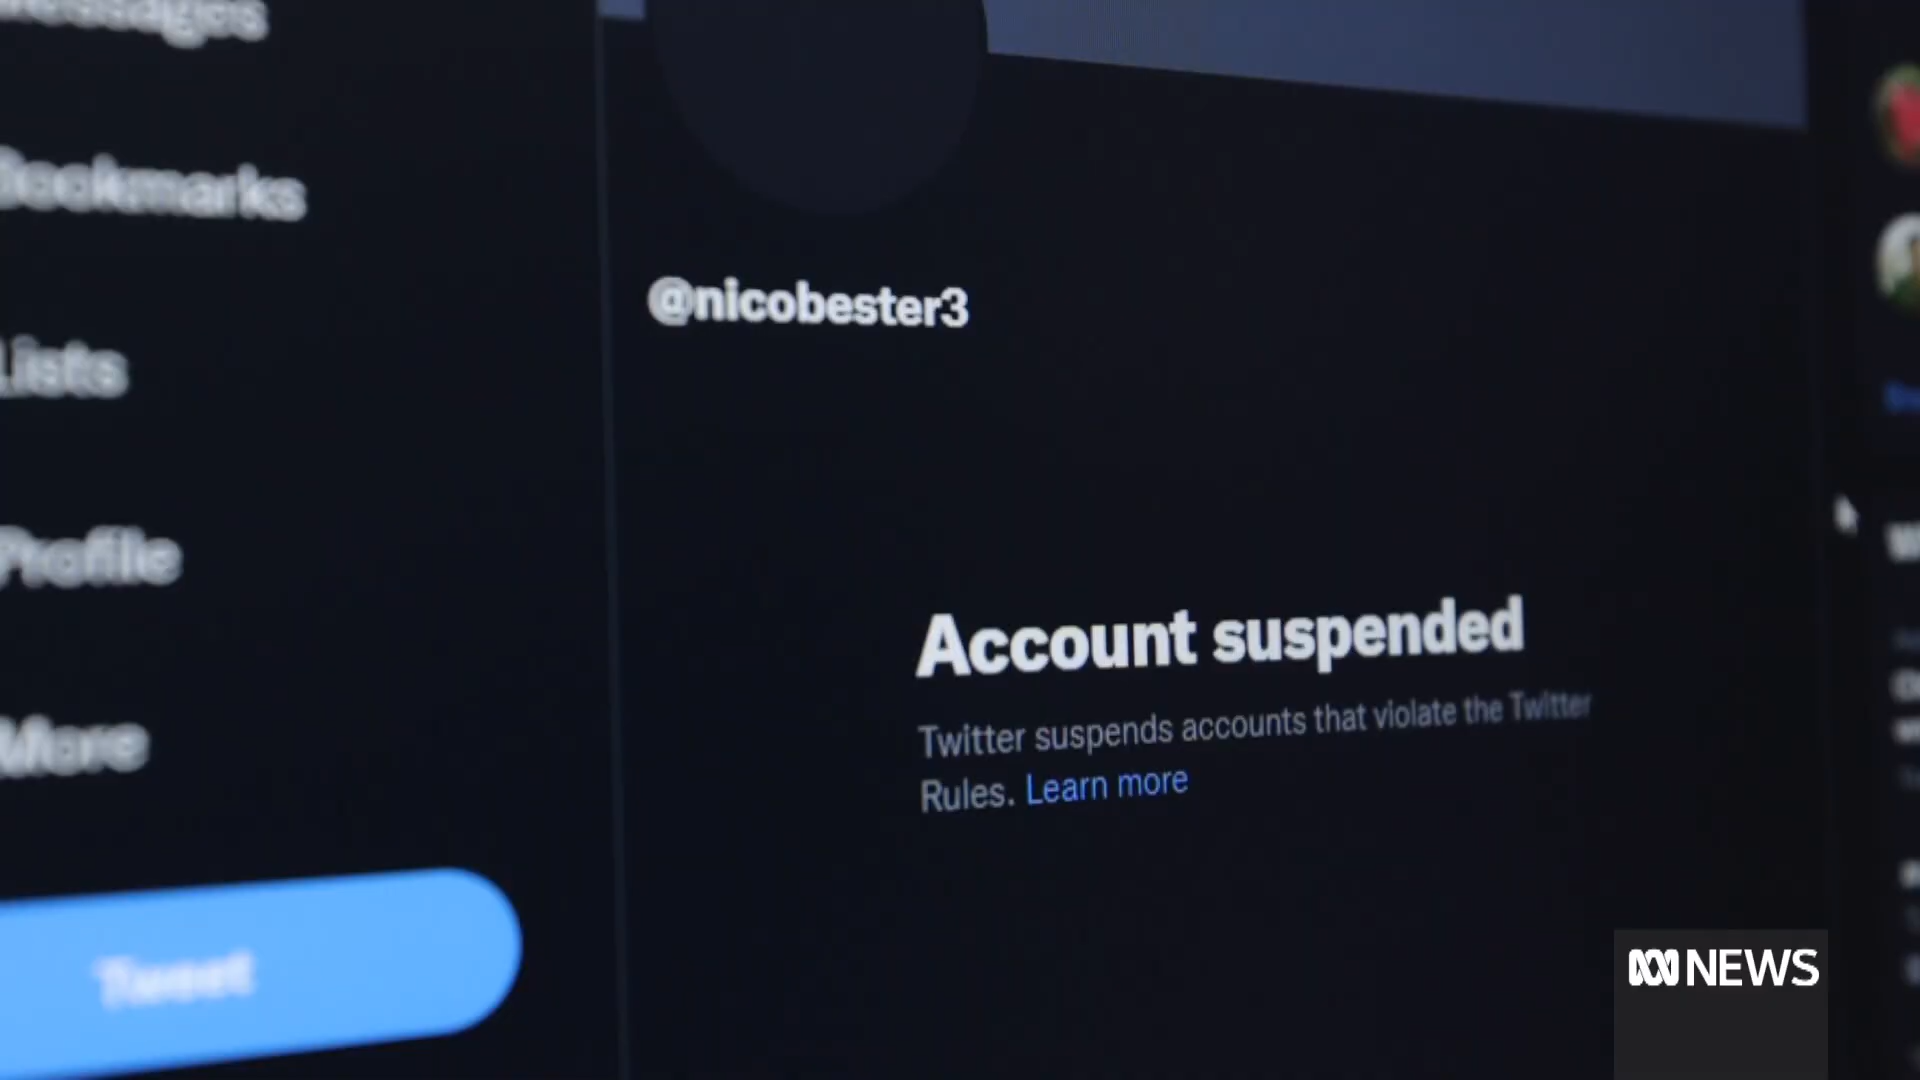 Messages
Bookmarks
Lists
Profile
More
Tweet
@nicobester3
Account suspended
Twitter suspends accounts that violate the Twitter
Rules. Learn more
NEWS